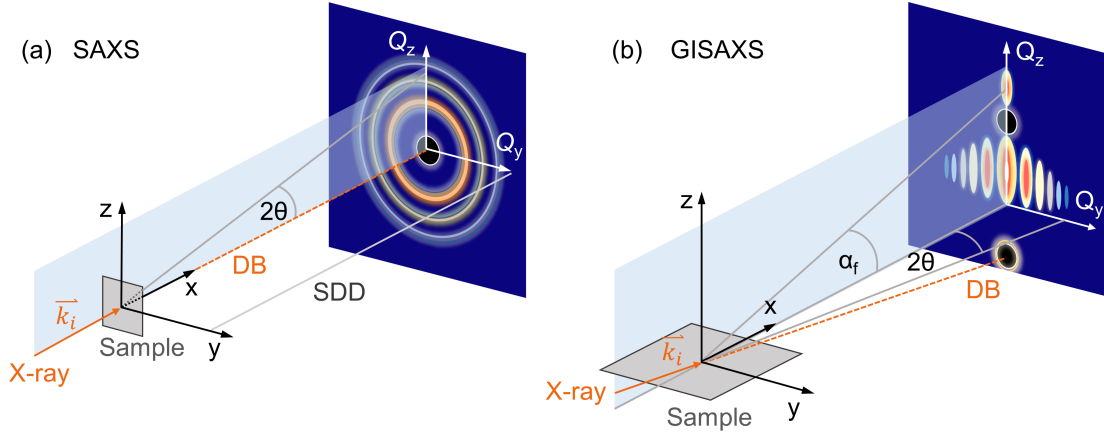 (a) SAXS
Qz
Qy
z
2θ
DB
x
SDD
ki
Sample
y
X-ray
(b) GISAXS
Qz
Qy
z
αf
2θ
DB
x
ki
X-ray
y
Sample